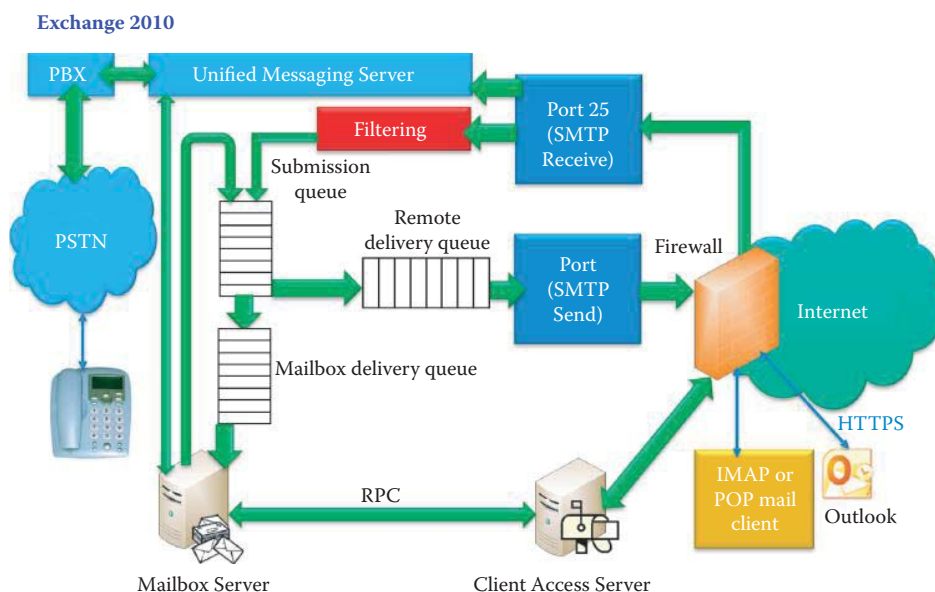 Exchange 2010
PBX
Unified Messaging Server
Port 25
(SMTP
Receive)
Filtering
Submission
queue
Remote
delivery queue
PSTN
Firewall
Port
(SMTP
Send)
Internet
Mailbox delivery queue
HTTPS
IMAP or
POP mail
client
O
Outlook
RPC
Mailbox Server
Client Access Server